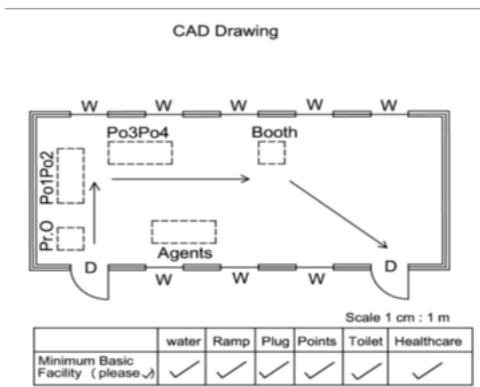 CAD Drawing
W W W W W
Po3Po4 Booth
Po1Po2
Pr.O
Agents
D D
W W W
Scale 1 cm : 1 m
water Ramp Plug Points Toilet Healthcare
Minimum Basic
Facility ( please ✓)